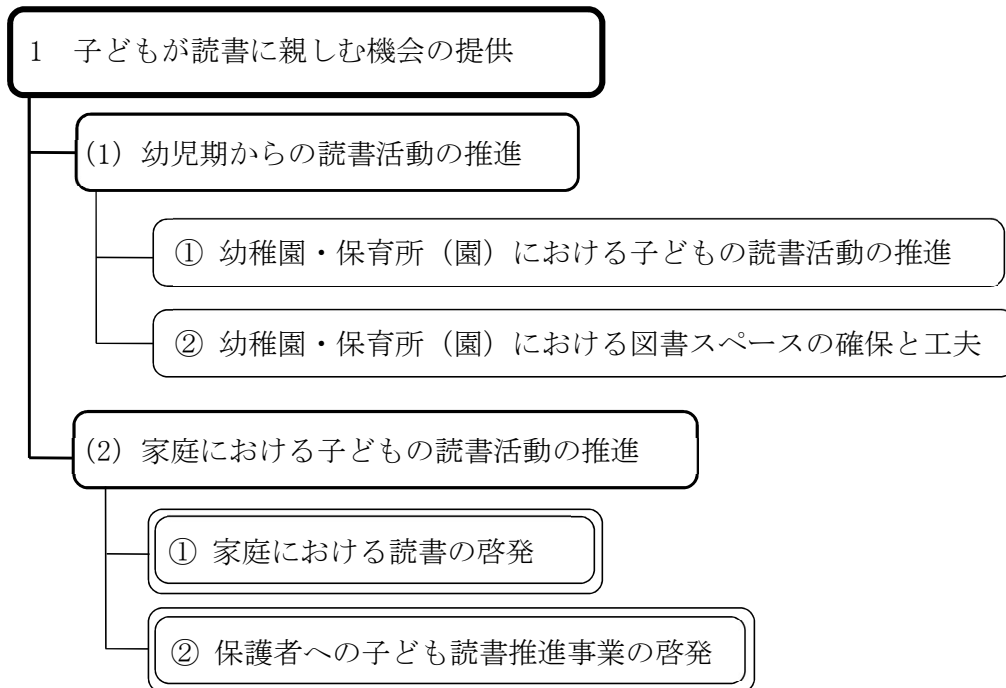 1 子どもが読書に親しむ機会の提供
(1) 幼児期からの読書活動の推進
① 幼稚園・保育所（園）における子どもの読書活動の推進
② 幼稚園・保育所（園）における図書スペースの確保と工夫
(2) 家庭における子どもの読書活動の推進
① 家庭における読書の啓発
② 保護者への子ども読書推進事業の啓発